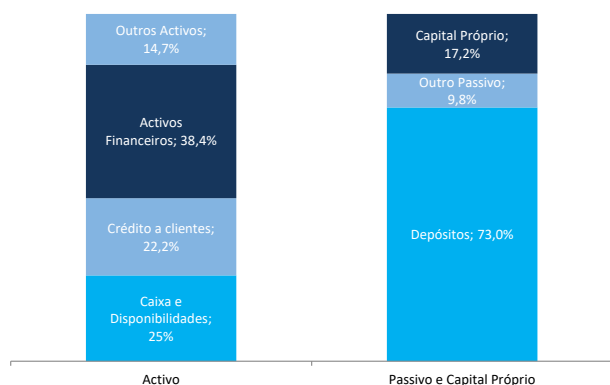 Outros Activos;
14,7%
Activos
Financeiros; 38,4%
Crédito a clientes;
22,2%
Caixa e
Disponibilidades;
25%
Activo
Capital Próprio;
17,2%
Outro Passivo;
9,8%
Depósitos; 73,0%
Passivo e Capital Próprio